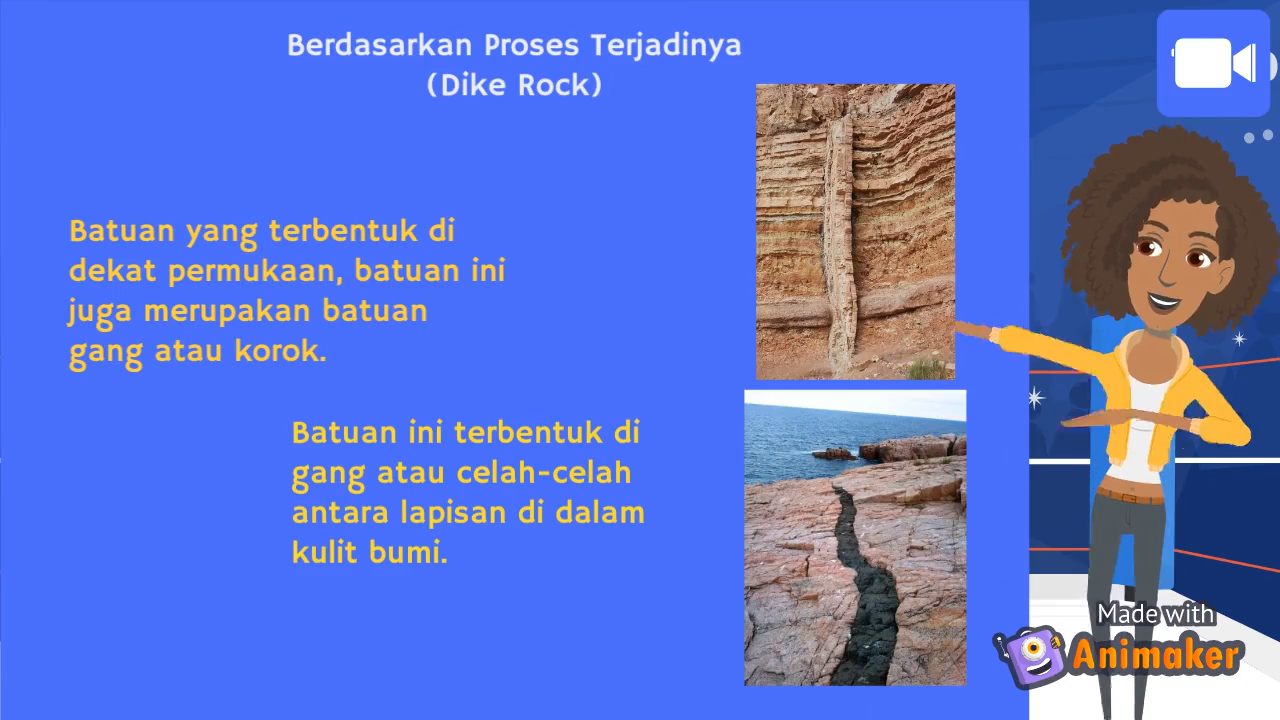 Berdasarkan Proses Terjadinya
(Dike Rock)
Batuan yang terbentuk di
dekat permukaan, batuan ini
juga merupakan batuan
gang atau korok.
Batuan ini terbentuk di
gang atau celah-celah
antara lapisan di dalam
kulit bumi.
Made with
Animaker